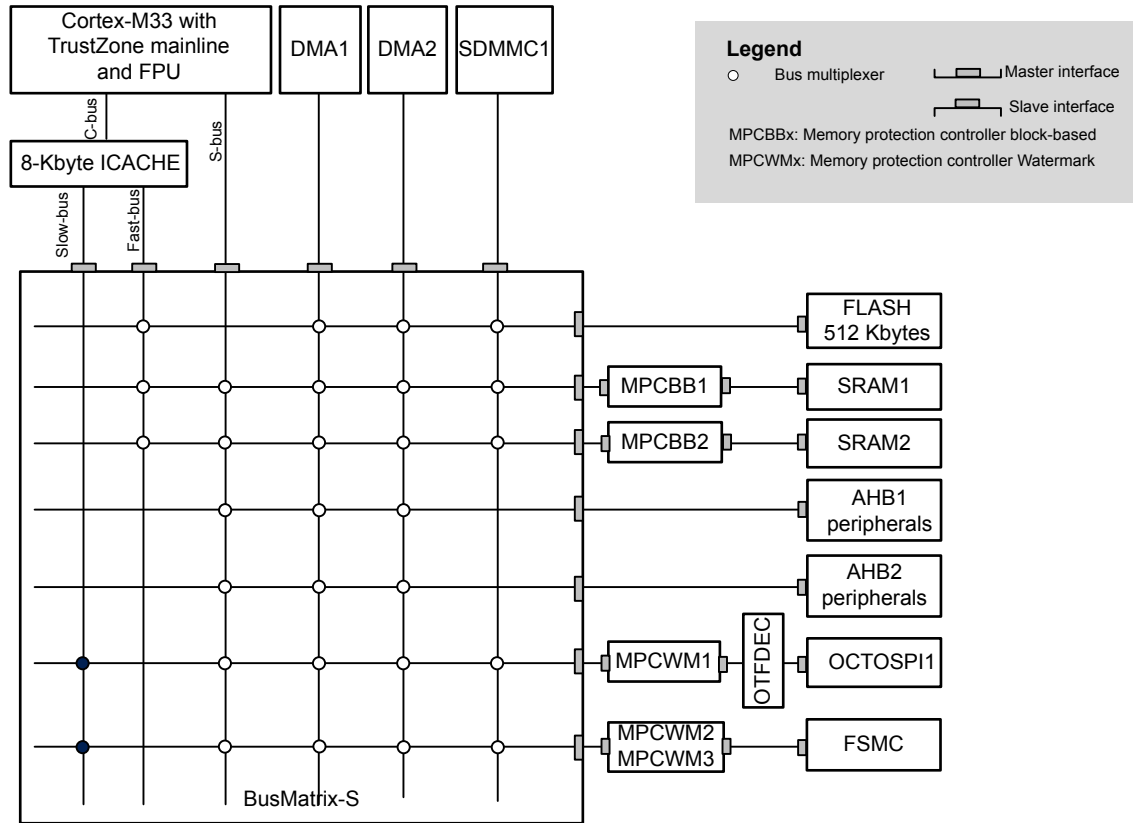 Cortex-M33 with
TrustZone mainline
and FPU
DMA1
DMA2
SDMMC1
Legend
Bus multiplexer
Master interface
Slave interface
MPCBBx: Memory protection controller block-based
MPCWMx: Memory protection controller Watermark
C-bus
S-bus
8-Kbyte ICACHE
Slow-bus
Fast-bus
FLASH
512 Kbytes
MPCBB1
SRAM1
MPCBB2
SRAM2
AHB1
peripherals
AHB2
peripherals
MPCWM1
OTFDEC
OCTOSPI1
MPCWM2
MPCWM3
FSMC
BusMatrix-S